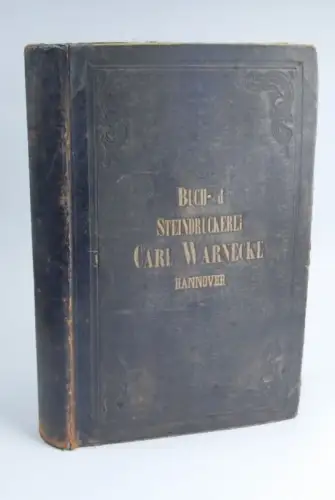 BUCH- d
STEINDRUCKEREI
CARL WARNECKE
HANNOVER